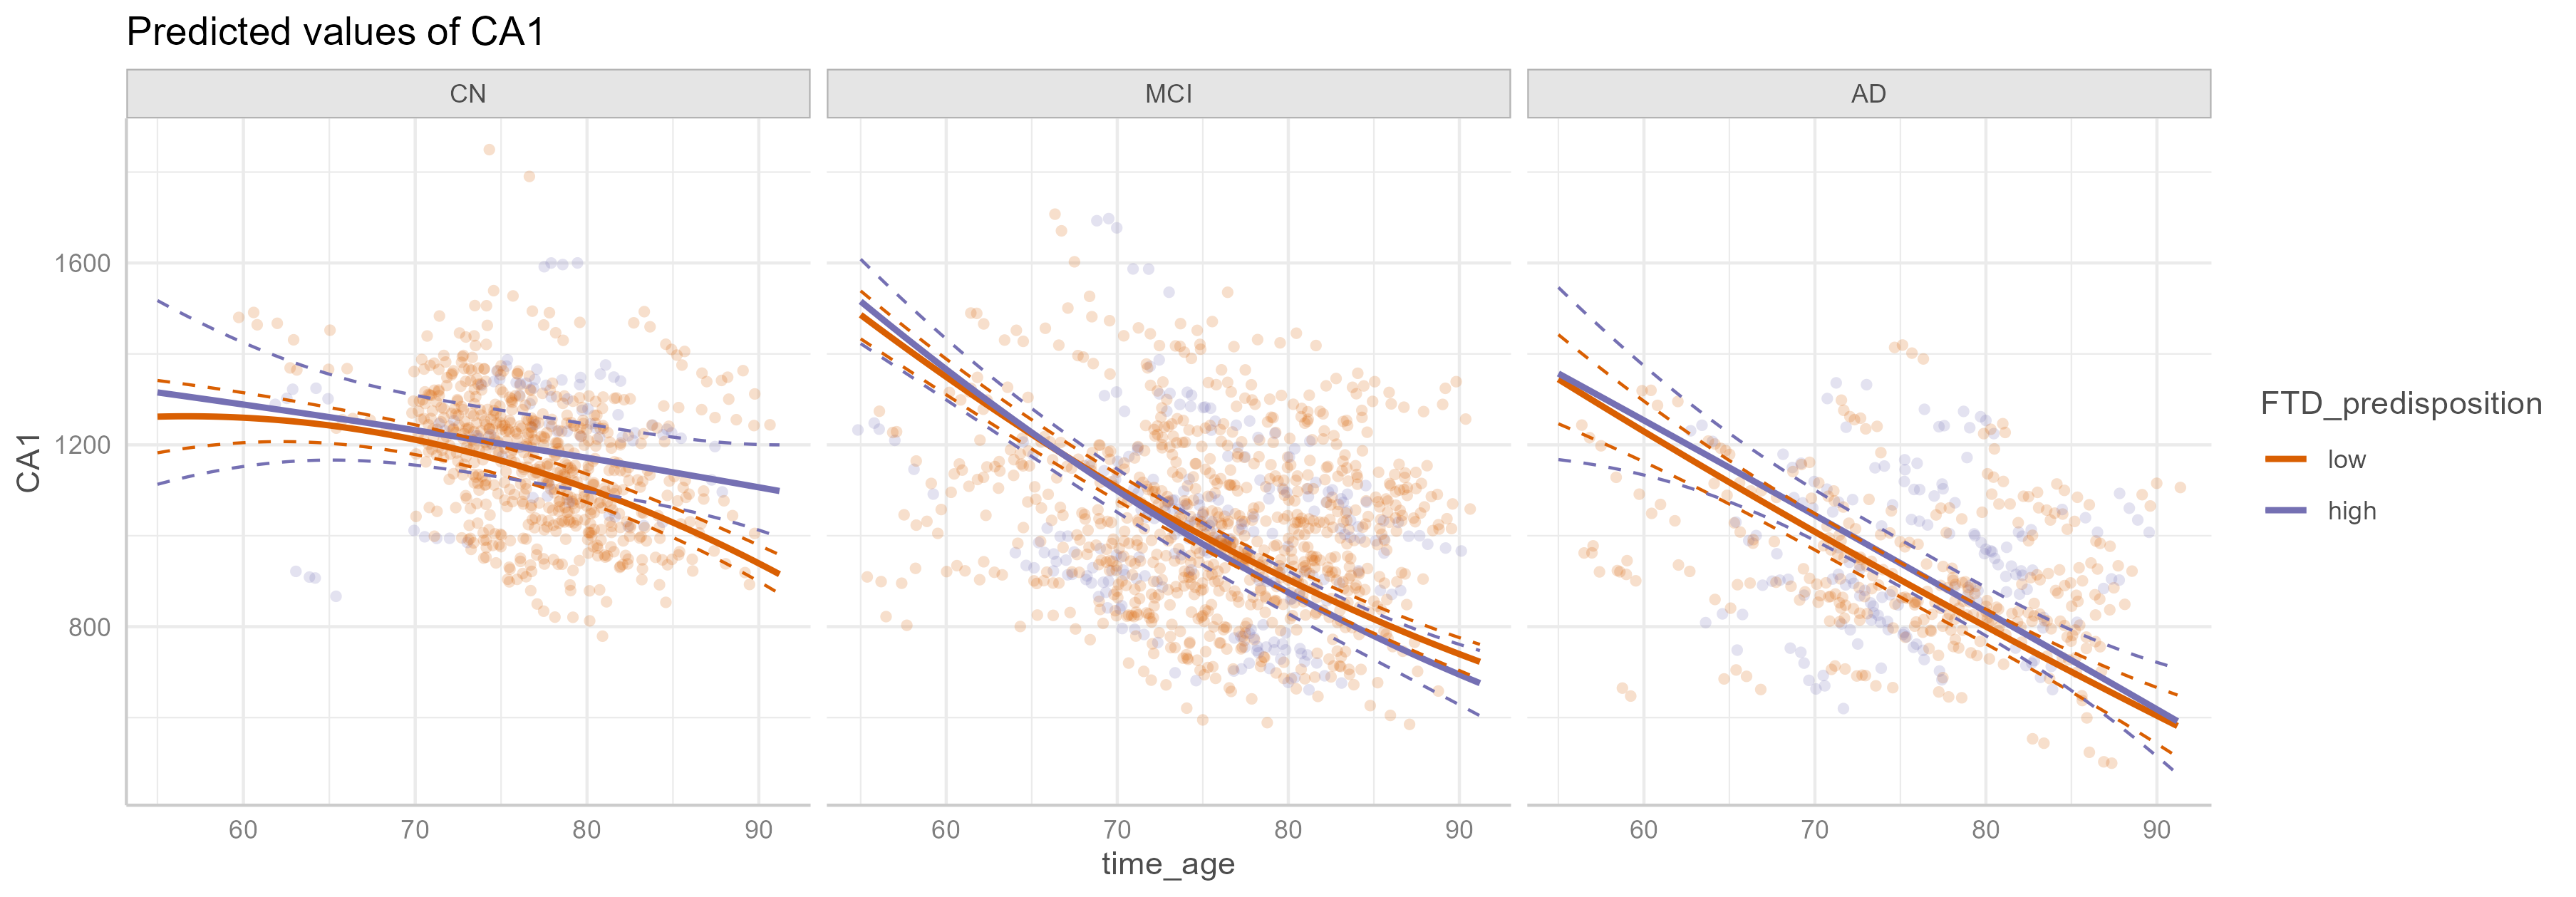 Predicted values of CA1
CN
MCI
AD
1600
1200
800
CA1
60 70 80 90
60 70 80 90
60 70 80 90
time_age
FTD_predisposition
low
high